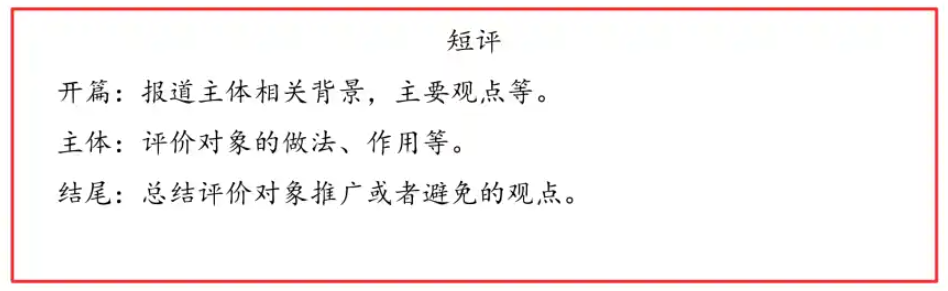 短评
开篇：报道主体相关背景，主要观点等。
主体：评价对象的做法、作用等。
结尾：总结评价对象推广或者避免的观点。